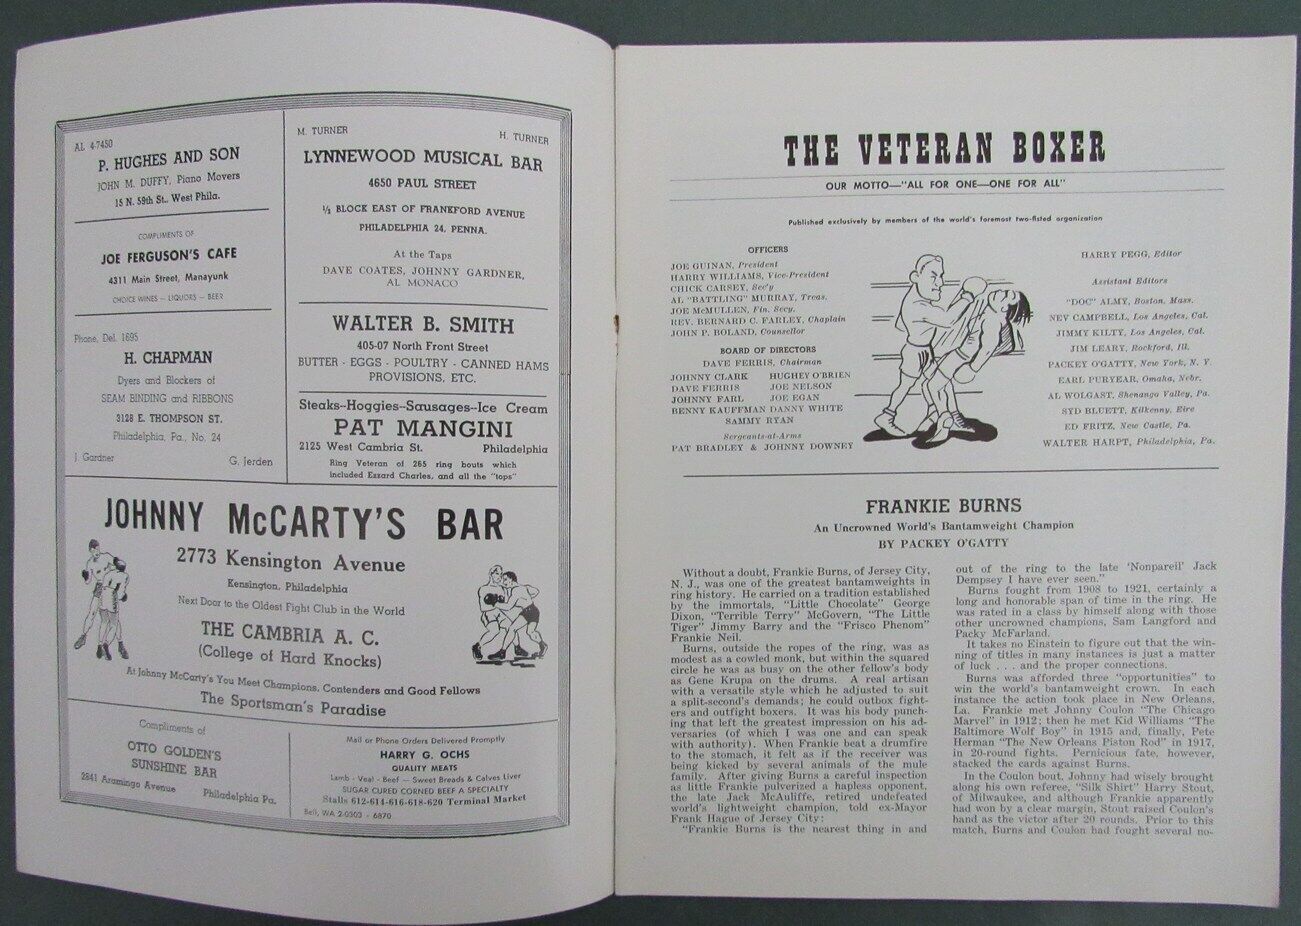 AL 4-7450
P. HUGHES AND SON
JOHN M. DUFFY, Piano Movers
15 N. 59th St., West Phila.
COMPLIMENTS OF
JOE FERGUSON'S CAFE
4311 Main Street, Manayunk
CHOICE WINES — LIQUORS — BEER
Phone, Del. 1695
H. CHAPMAN
Dyers and Blockers of
SEAM BINDING and RIBBONS
3128 E. THOMPSON ST.
Philadelphia, Pa., No. 24
J. Gardner G. Jerden
M. TURNER H. TURNER
LYNNEWOOD MUSICAL BAR
4650 PAUL STREET
½ BLOCK EAST OF FRANKFORD AVENUE
PHILADELPHIA 24, PENNA.
At the Taps
DAVE COATES, JOHNNY GARDNER,
AL MONACO
WALTER B. SMITH
405-07 North Front Street
BUTTER - EGGS - POULTRY - CANNED HAMS
PROVISIONS, ETC.
Steaks--Hoggies--Sausages--Ice Cream
PAT MANGINI
2125 West Cambria St. Philadelphia
Ring Veteran of 265 ring bouts which
included Ezzard Charles, and all the "tops"
JOHNNY McCARTY'S BAR
2773 Kensington Avenue
Kensington, Philadelphia
Next Door to the Oldest Fight Club in the World
THE CAMBRIA A. C.
(College of Hard Knocks)
At Johnny McCarty's You Meet Champions, Contenders and Good Fellows
The Sportsman's Paradise
Compliments of
OTTO GOLDEN'S
SUNSHINE BAR
2841 Aramingo Avenue Philadelphia Pa.
Mail or Phone Orders Delivered Promptly
HARRY G. OCHS
QUALITY MEATS
Lamb - Veal - Beef — Sweet Breads & Calves Liver
SUGAR CURED CORNED BEEF A SPECIALTY
Stalls 612-614-616-618-620 Terminal Market
Bell, WA 2-0303 - 6870
THE VETERAN BOXER
OUR MOTTO—"ALL FOR ONE—ONE FOR ALL"
Published exclusively by members of the world's foremost two-fisted organization
OFFICERS
JOE GUINAN, President
HARRY WILLIAMS, Vice-President
CHICK CARSEY, Sec'y
AL "BATTLING" MURRAY, Treas.
JOE McMULLEN, Fin. Secy.
REV. BERNARD C. FARLEY, Chaplain
JOHN P. BOLAND, Counsellor
BOARD OF DIRECTORS
DAVE FERRIS, Chairman
JOHNNY CLARK HUGHEY O'BRIEN
DAVE FERRIS JOE NELSON
JOHNNY FARL JOE EGAN
BENNY KAUFFMAN DANNY WHITE
SAMMY RYAN
Sergeants-at-Arms
PAT BRADLEY & JOHNNY DOWNEY
HARRY PEGG, Editor
Assistant Editors
"DOC" ALMY, Boston, Mass.
NEV CAMPBELL, Los Angeles, Cal.
JIMMY KILTY, Los Angeles, Cal.
JIM LEARY, Rockford, Ill.
PACKEY O'GATTY, New York, N. Y.
EARL PURYEAR, Omaha, Nebr.
AL WOLGAST, Shenango Valley, Pa.
SYD BLUETT, Kilkenny, Eire
ED FRITZ, New Castle, Pa.
WALTER HARPT, Philadelphia, Pa.
FRANKIE BURNS
An Uncrowned World's Bantamweight Champion
BY PACKEY O'GATTY
Without a doubt, Frankie Burns, of Jersey City,
N. J., was one of the greatest bantamweights in
ring history. He carried on a tradition established
by the immortals, "Little Chocolate" George
Dixon, "Terrible Terry" McGovern, "The Little
Tiger" Jimmy Barry and the "Frisco Phenom"
Frankie Neil.
Burns, outside the ropes of the ring, was as
modest as a cowled monk, but within the squared
circle he was as busy on the other fellow's body
as Gene Krupa on the drums. A real artisan
with a versatile style which he adjusted to suit
a split-second's demands; he could outbox fight-
ers and outfight boxers. It was his body punch-
ing that left the greatest impression on his ad-
versaries (of which I was one and can speak
with authority). When Frankie beat a drumfire
to the stomach, it felt as if the receiver was
being kicked by several animals of the mule
family. After giving Burns a careful inspection
as little Frankie pulverized a hapless opponent,
the late Jack McAuliffe, retired undefeated
world's lightweight champion, told ex-Mayor
Frank Hague of Jersey City:
"Frankie Burns is the nearest thing in and
out of the ring to the late 'Nonpareil' Jack
Dempsey I have ever seen."
Burns fought from 1908 to 1921, certainly a
long and honorable span of time in the ring. He
was rated in a class by himself along with those
other uncrowned champions, Sam Langford and
Packy McFarland.
It takes no Einstein to figure out that the win-
ning of titles in many instances is just a matter
of luck . . . and the proper connections.
Burns was afforded three "opportunities" to
win the world's bantamweight crown. In each
instance the action took place in New Orleans,
La. Frankie met Johnny Coulon "The Chicago
Marvel" in 1912; then he met Kid Williams "The
Baltimore Wolf Boy" in 1915 and, finally, Pete
Herman "The New Orleans Piston Rod" in 1917,
in 20-round fights. Pernicious fate, however,
stacked the cards against Burns.
In the Coulon bout, Johnny had wisely brought
along his own referee, "Silk Shirt" Harry Stout,
of Milwaukee, and although Frankie apparently
had won by a clear margin, Stout raised Coulon's
hand as the victor after 20 rounds. Prior to this
match, Burns and Coulon had fought several no-